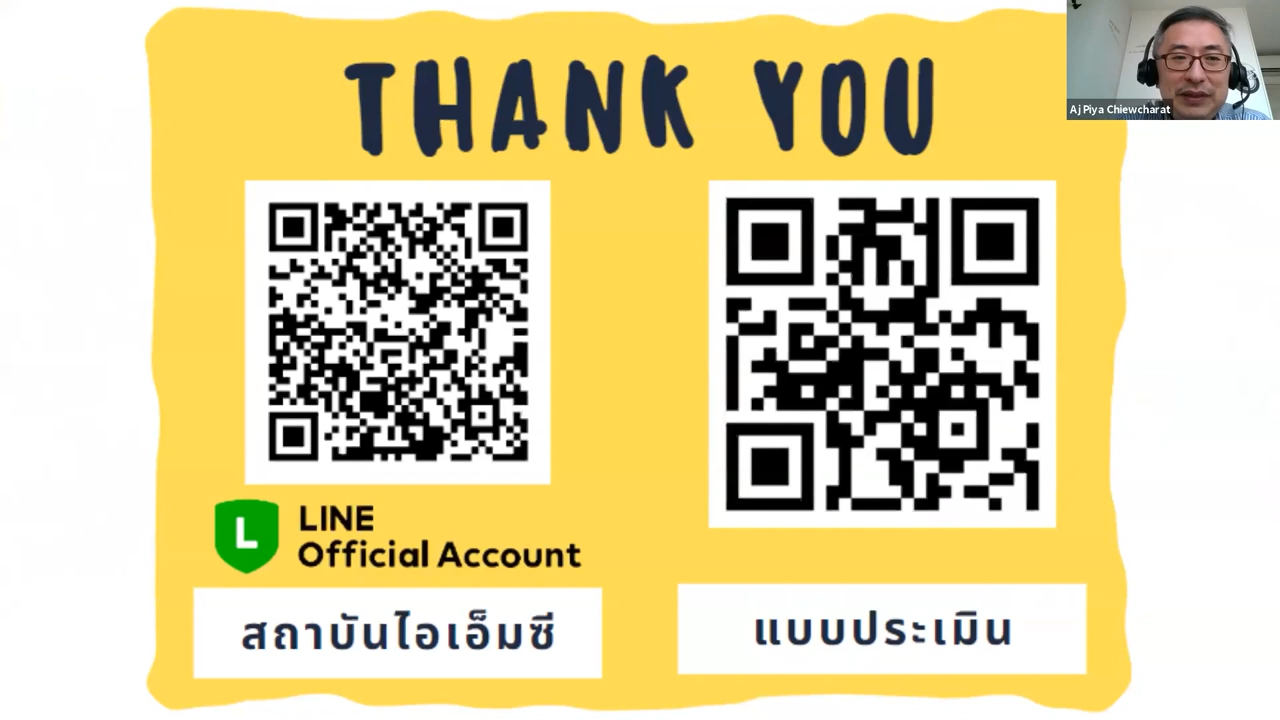 THANK YOU
Aj Piya Chiewcharat
L
LINE
Official Account
สถาบันไอเอ็มซี
แบบประเมิน